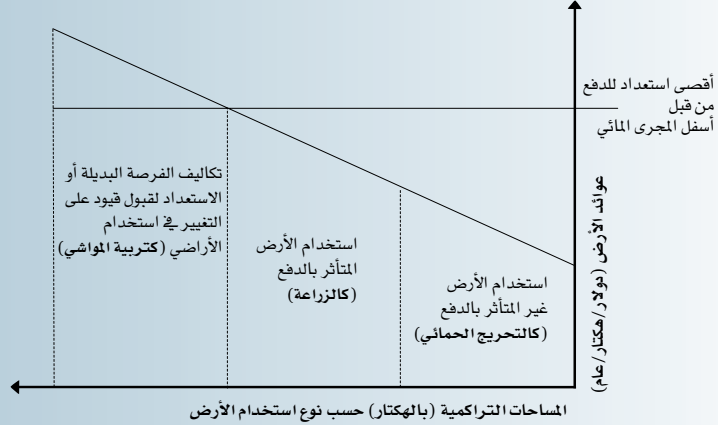 أقصى استعداد للدفع
من قبل
أسفل المجرى المائي
عوائد الأرض (دولار/هكتار/عام)
تكاليف الفرصة البديلة أو
الاستعداد لقبول قيود على
التغيير في استخدام
الأراضي (كتربية المواشي)
استخدام الأرض
المتأثر بالدفع
(كالزراعة)
استخدام الأرض
غير المتأثر بالدفع
(كالتحريج الحمائي)
المساحات التراكمية (بالهكتار) حسب نوع استخدام الأرض